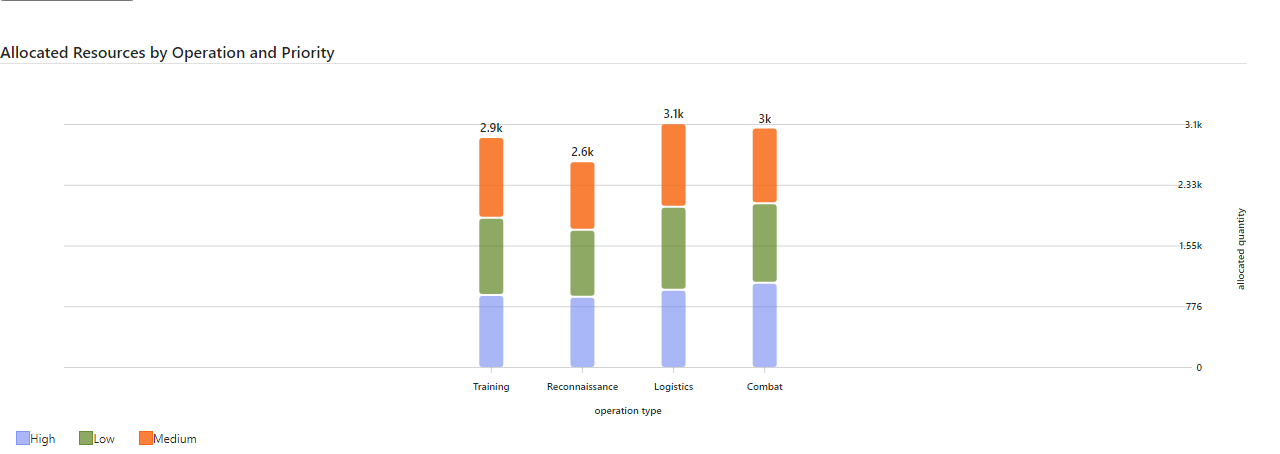 Allocated Resources by Operation and Priority
2.9k
2.6k
3.1k
3k
3.1k
2.33k
1.55k
776
0
allocated quantity
Training Reconnaissance Logistics Combat
operation type
High Low Medium